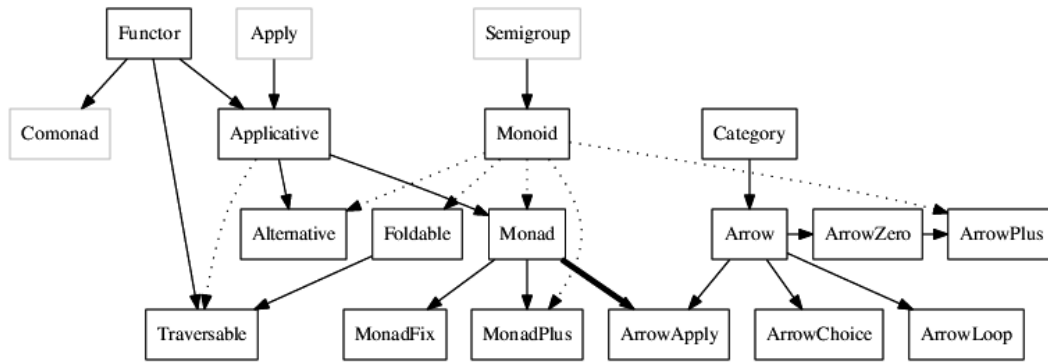 Functor
Apply
Semigroup
Comonad
Applicative
Monoid
Category
Alternative
Foldable
Monad
Arrow
ArrowZero
ArrowPlus
Traversable
MonadFix
MonadPlus
ArrowApply
ArrowChoice
ArrowLoop